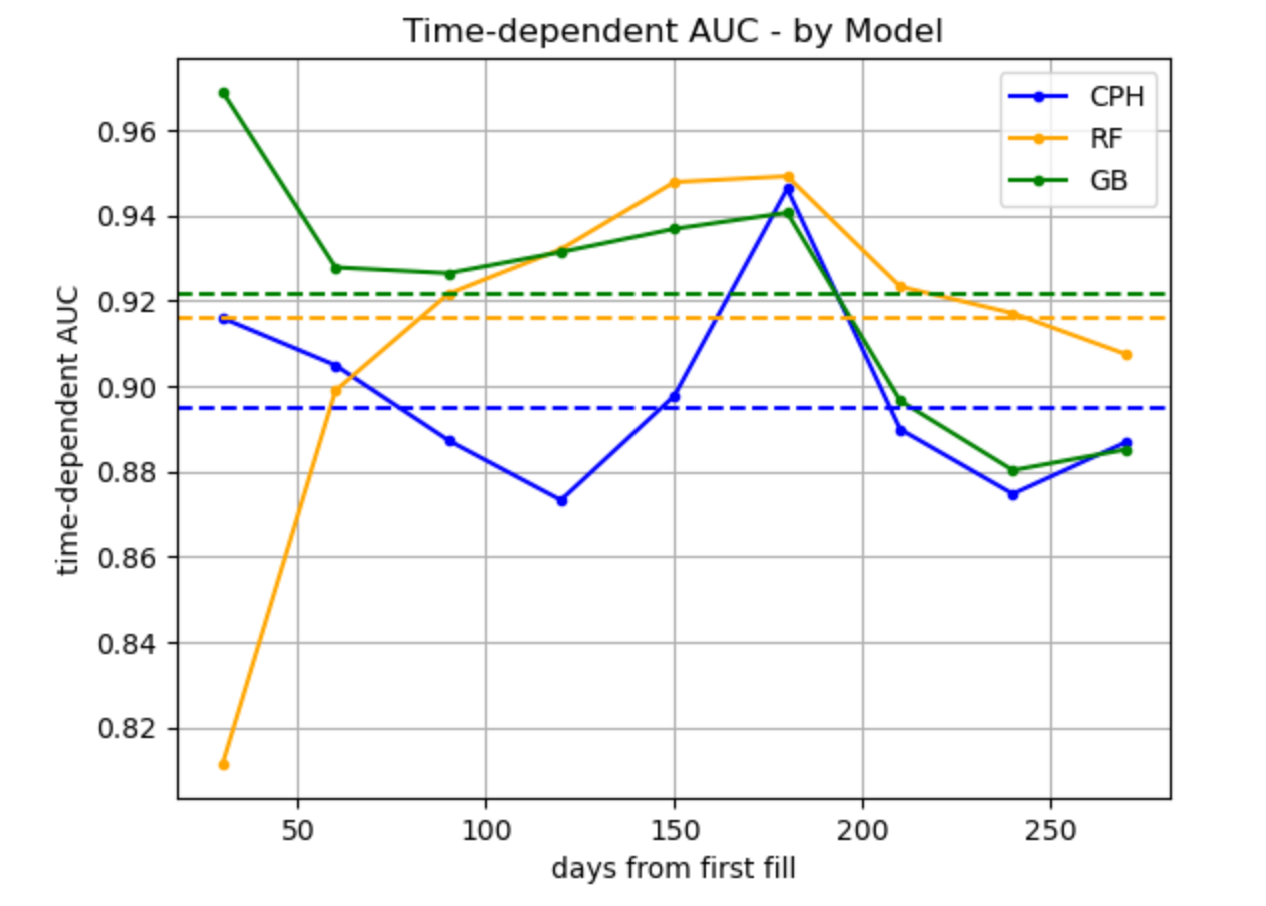 Time-dependent AUC - by Model
CPH
RF
GB
time-dependent AUC
0.96
0.94
0.92
0.90
0.88
0.86
0.84
0.82
50 100 150 200 250
days from first fill